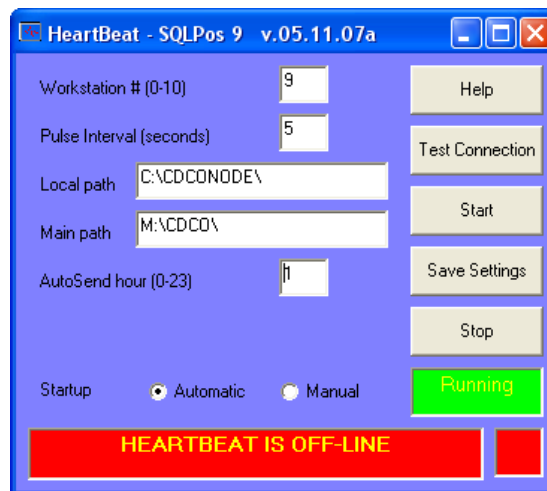 HeartBeat - SQLPos 9 v.05.11.07a
Workstation # (0-10) 9 Help
Pulse Interval (seconds) 5 Test Connection
Local path C:\CDCONODE\
Main path M:\CDCO\ Start
AutoSend hour (0-23) 1 Save Settings
Stop
Startup Automatic Manual Running
HEARTBEAT IS OFF-LINE